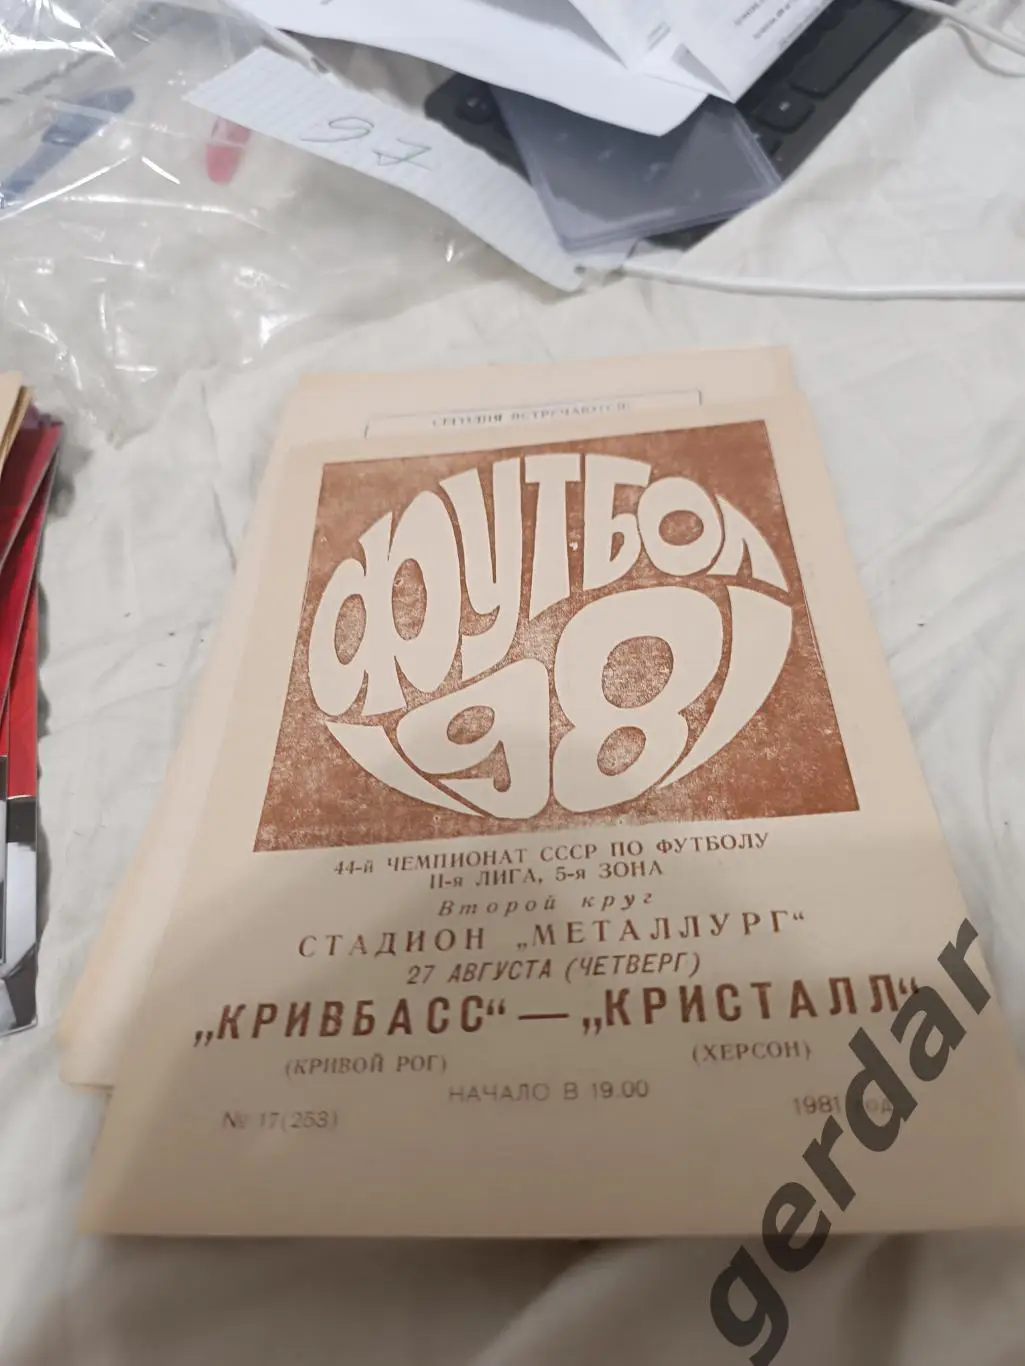 97
СЕГОДНЯ ВСТРЕЧАЮТСЯ:
ФУТБОЛ
1981
44-й ЧЕМПИОНАТ СССР ПО ФУТБОЛУ
II-я ЛИГА, 5-я ЗОНА
Второй круг
СТАДИОН „МЕТАЛЛУРГ“
27 АВГУСТА (ЧЕТВЕРГ)
„КРИВБАСС“ — „КРИСТАЛЛ“
(КРИВОЙ РОГ) (ХЕРСОН)
НАЧАЛО В 19.00
№ 17(253) 1981 год
gerdar